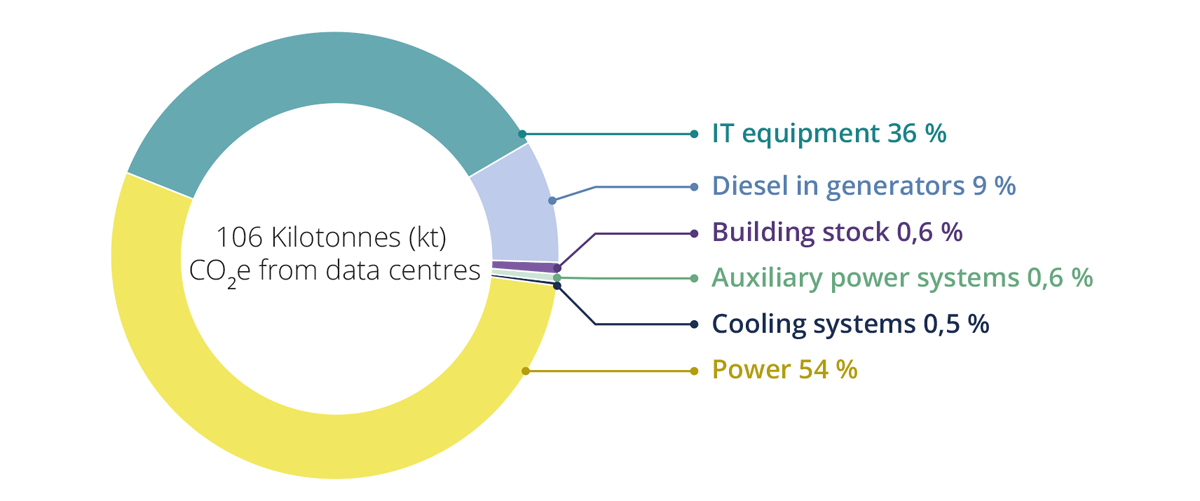 106 Kilotonnes (kt)
CO₂e from data centres
IT equipment 36 %
Diesel in generators 9 %
Building stock 0,6 %
Auxiliary power systems 0,6 %
Cooling systems 0,5 %
Power 54 %